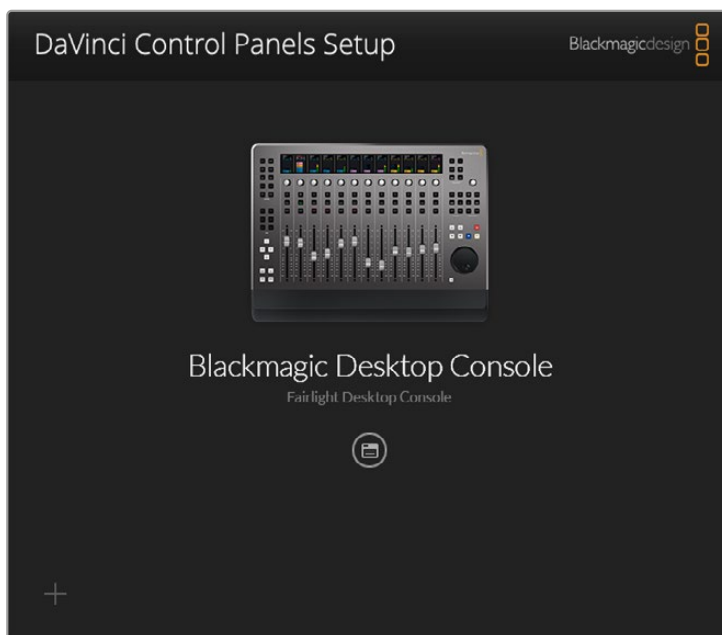 DaVinci Control Panels Setup
Blackmagicdesign
Blackmagic Desktop Console
Fairlight Desktop Console